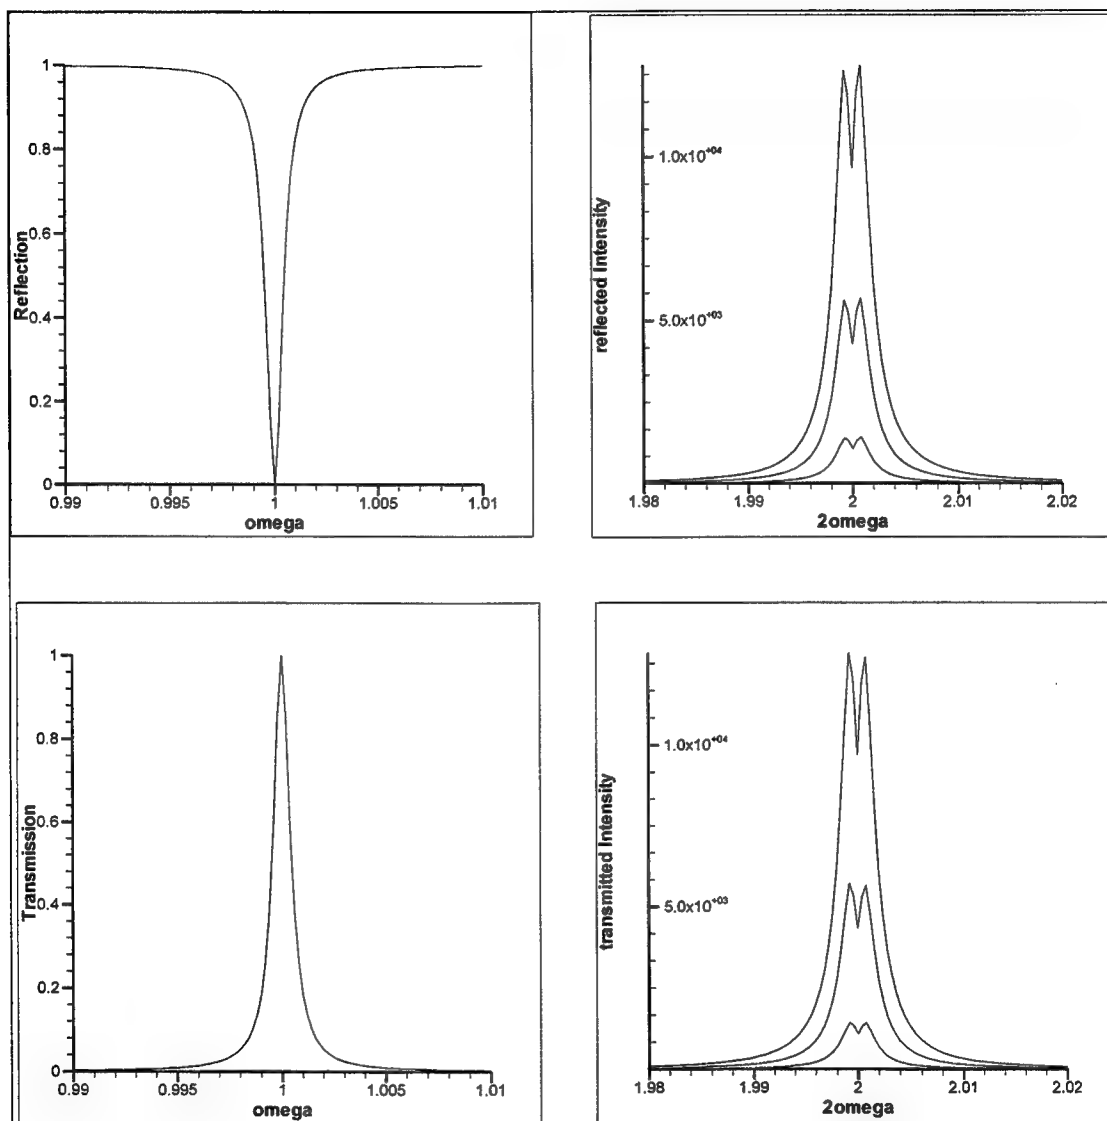 Reflection
1
0.8
0.6
0.4
0.2
0
0.99
0.995
1
1.005
1.01
omega
reflected Intensity
1.0x10+04
5.0x10+03
1.98
1.99
2
2.01
2.02
2omega
Transmission
1
0.8
0.6
0.4
0.2
0
0.99
0.995
1
1.005
1.01
omega
transmitted Intensity
1.0x10+04
5.0x10+03
1.98
1.99
2
2.01
2.02
2omega